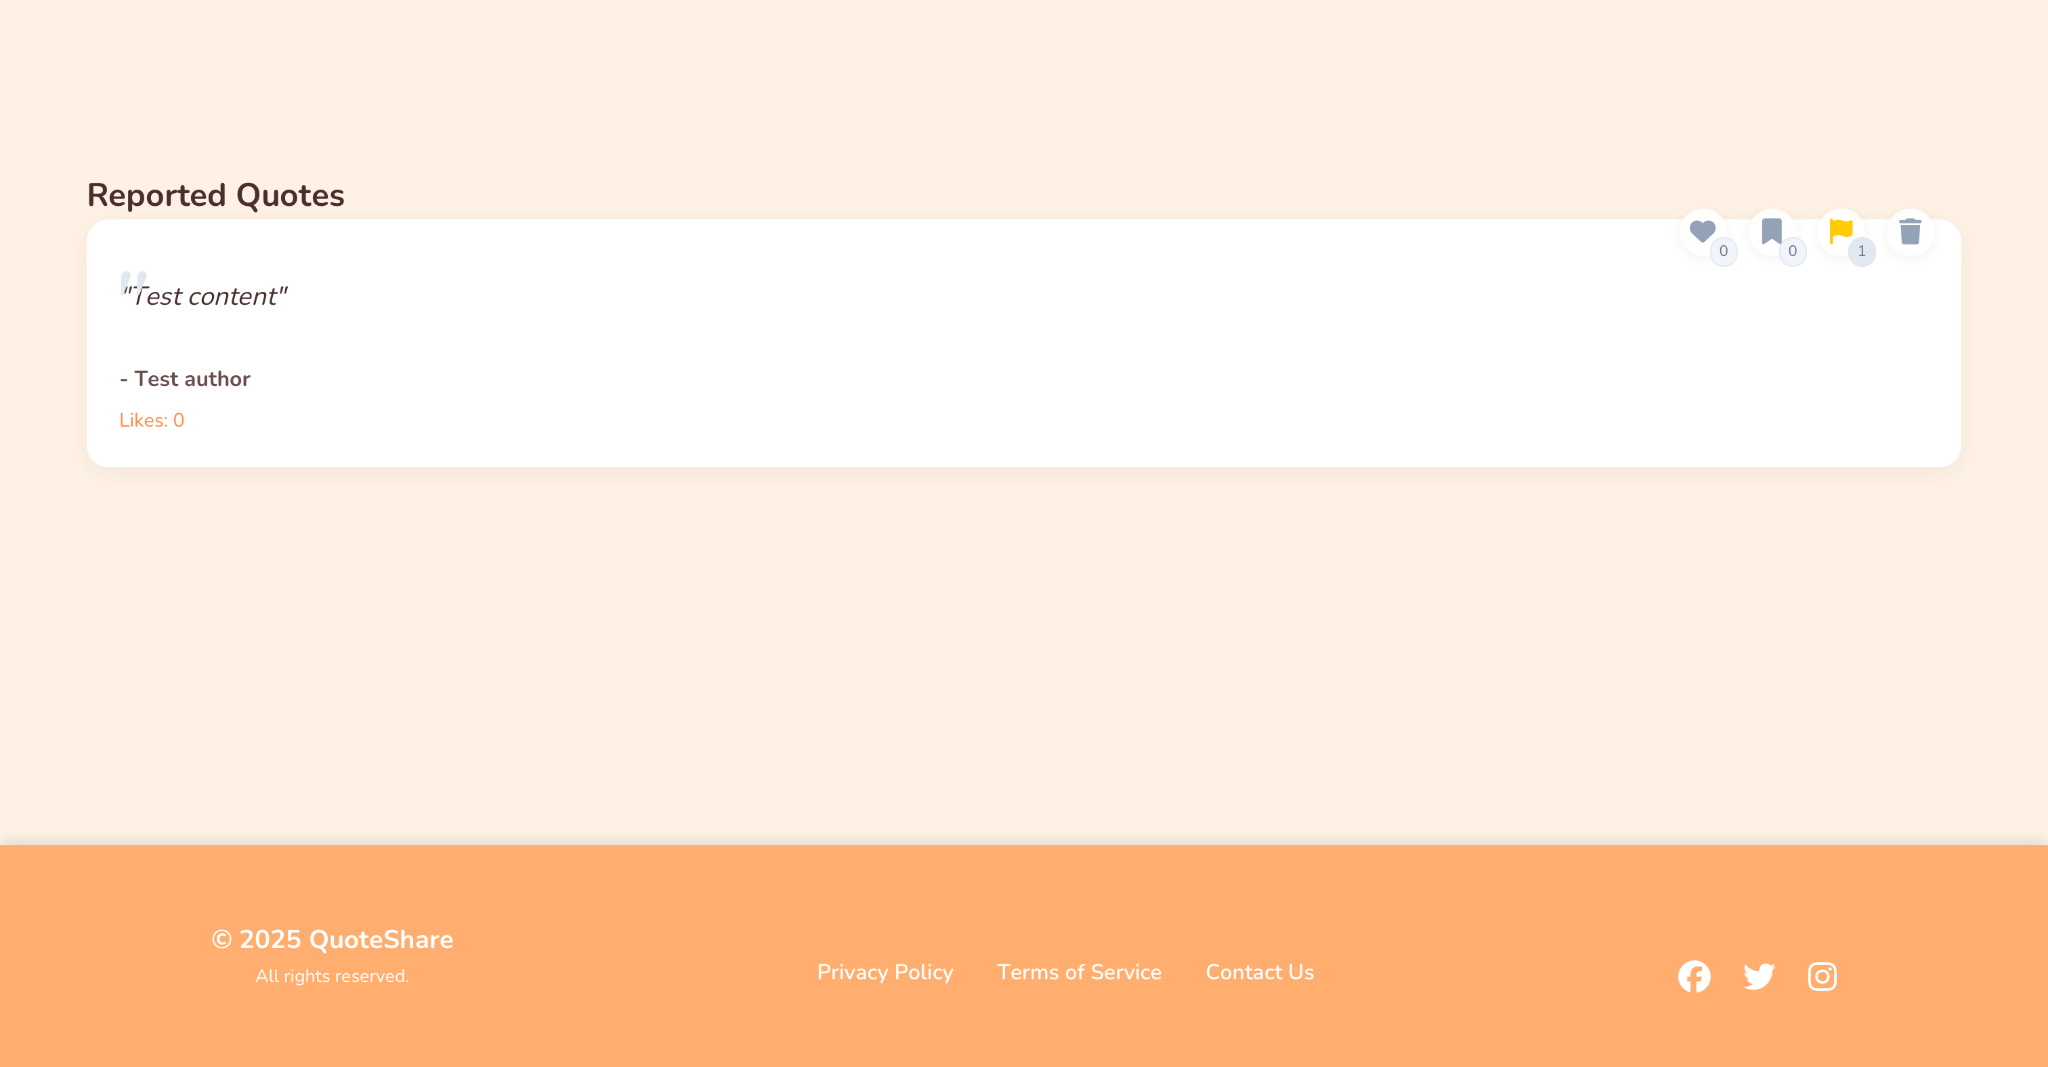 Reported Quotes
0 0 1
"Test content"
- Test author
Likes: 0
© 2025 QuoteShare
All rights reserved.
Privacy Policy Terms of Service Contact Us